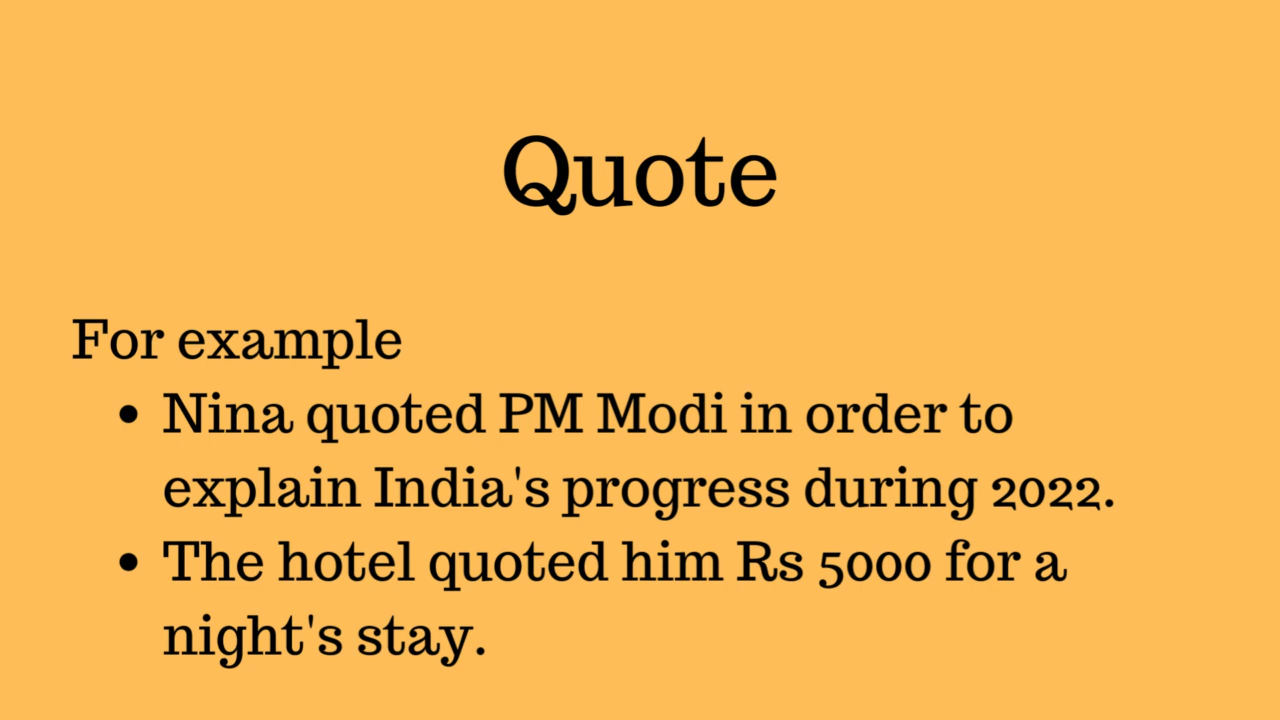 Quote
For example
• Nina quoted PM Modi in order to
explain India's progress during 2022.
• The hotel quoted him Rs 5000 for a
night's stay.